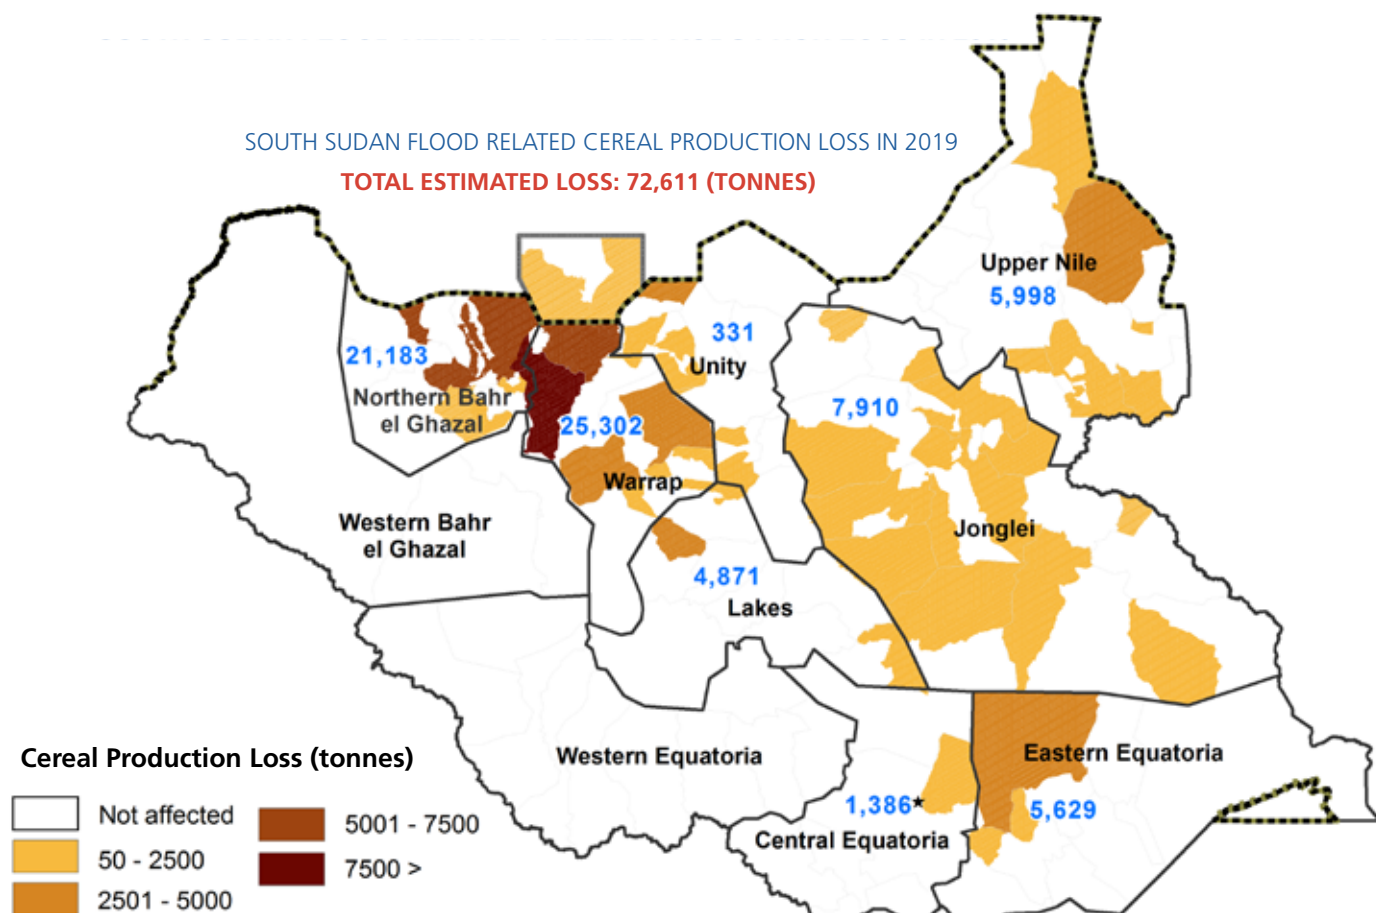 SOUTH SUDAN FLOOD RELATED CEREAL PRODUCTION LOSS IN 2019
TOTAL ESTIMATED LOSS: 72,611 (TONNES)
Upper Nile
5,998
331
Unity
21,183
Northern Bahr
el Ghazal
7,910
25,302
Warrap
Western Bahr
el Ghazal
Jonglei
4,871
Lakes
Western Equatoria
Eastern Equatoria
1,386★
5,629
Central Equatoria
Cereal Production Loss (tonnes)
Not affected
50 - 2500
2501 - 5000
5001 - 7500
7500 >